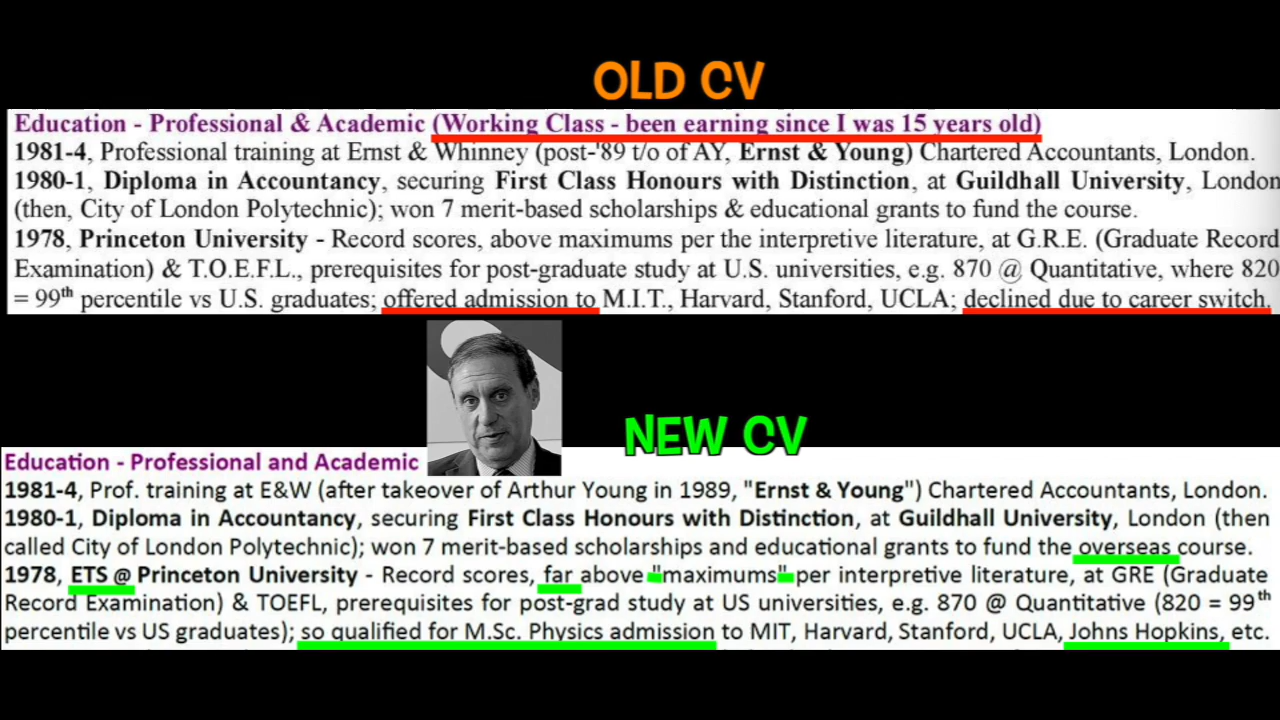 OLD CV
Education - Professional & Academic (Working Class - been earning since I was 15 years old)
1981-4, Professional training at Ernst & Whinney (post-'89 t/o of AY, Ernst & Young) Chartered Accountants, London.
1980-1, Diploma in Accountancy, securing First Class Honours with Distinction, at Guildhall University, London
(then, City of London Polytechnic); won 7 merit-based scholarships & educational grants to fund the course.
1978, Princeton University - Record scores, above maximums per the interpretive literature, at G.R.E. (Graduate Record
Examination) & T.O.E.F.L., prerequisites for post-graduate study at U.S. universities, e.g. 870 @ Quantitative, where 820
= 99th percentile vs U.S. graduates; offered admission to M.I.T., Harvard, Stanford, UCLA; declined due to career switch.
NEW CV
Education - Professional and Academic
1981-4, Prof. training at E&W (after takeover of Arthur Young in 1989, "Ernst & Young") Chartered Accountants, London.
1980-1, Diploma in Accountancy, securing First Class Honours with Distinction, at Guildhall University, London (then
called City of London Polytechnic); won 7 merit-based scholarships and educational grants to fund the overseas course.
1978, ETS @ Princeton University - Record scores, far above "maximums" per interpretive literature, at GRE (Graduate
Record Examination) & TOEFL, prerequisites for post-grad study at US universities, e.g. 870 @ Quantitative (820 = 99th
percentile vs US graduates); so qualified for M.Sc. Physics admission to MIT, Harvard, Stanford, UCLA, Johns Hopkins, etc.